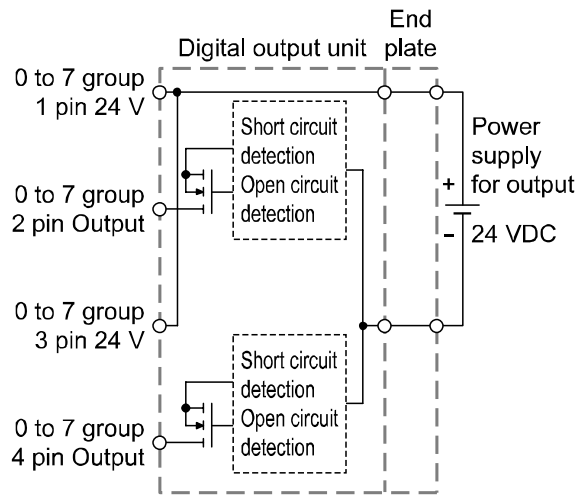 Digital output unit
End
plate
0 to 7 group
1 pin 24 V
Short circuit
detection
Open circuit
detection
Power
supply
for output
+
−
24 VDC
0 to 7 group
2 pin Output
0 to 7 group
3 pin 24 V
Short circuit
detection
Open circuit
detection
0 to 7 group
4 pin Output